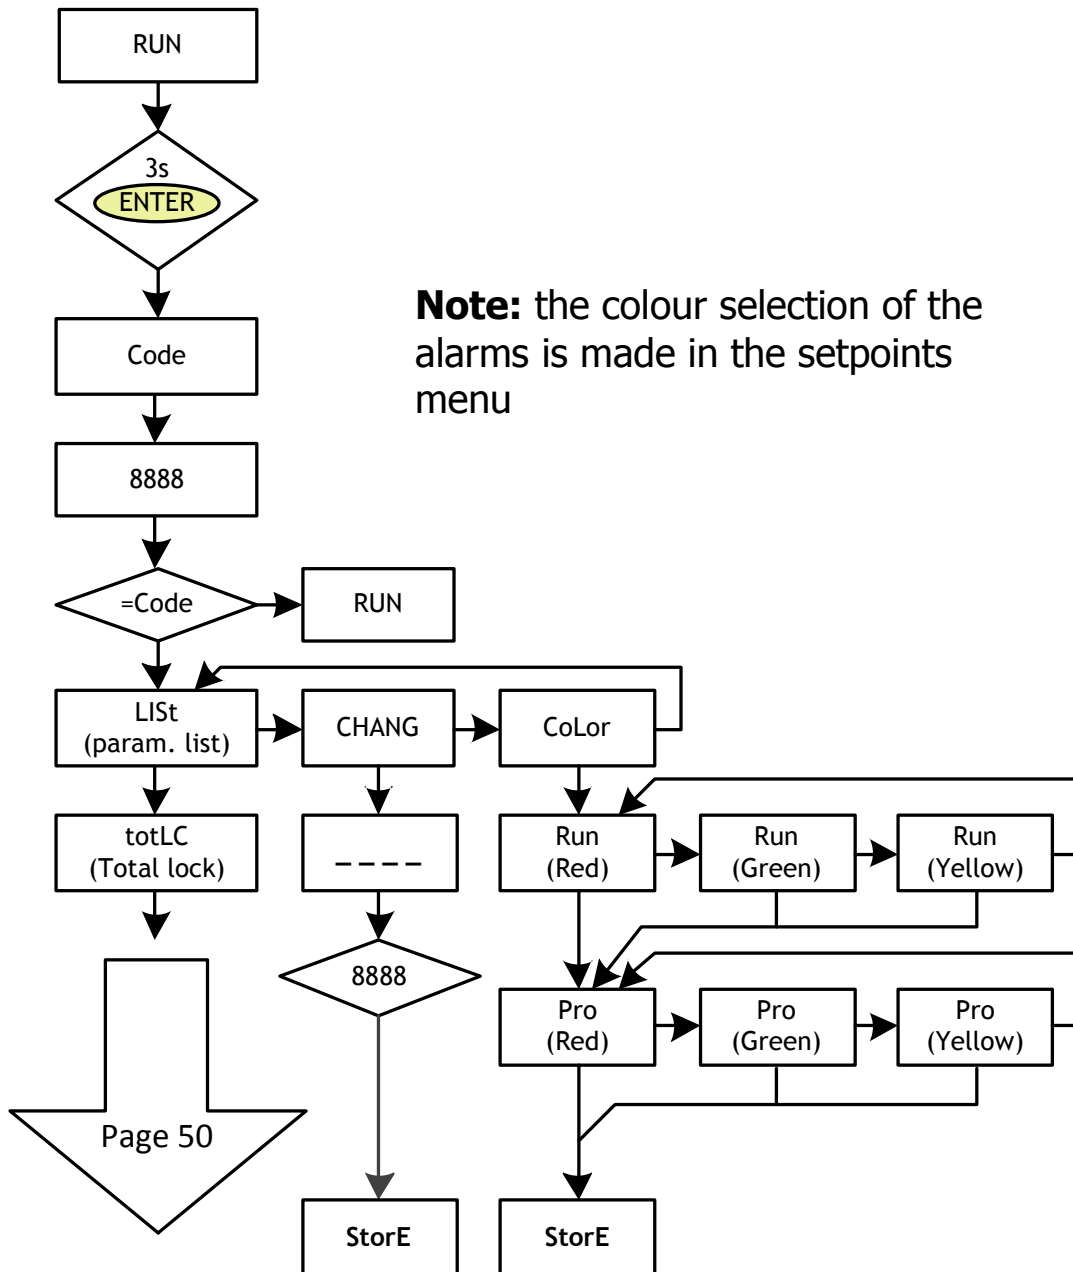 RUN
3s
ENTER
Note: the colour selection of the
alarms is made in the setpoints
menu
Code
8888
=Code
RUN
LISt
(param. list)
CHANG
CoLor
totLC
(Total lock)
_ _ _ _
Run
(Red)
Run
(Green)
Run
(Yellow)
8888
Pro
(Red)
Pro
(Green)
Pro
(Yellow)
Page 50
StorE
StorE